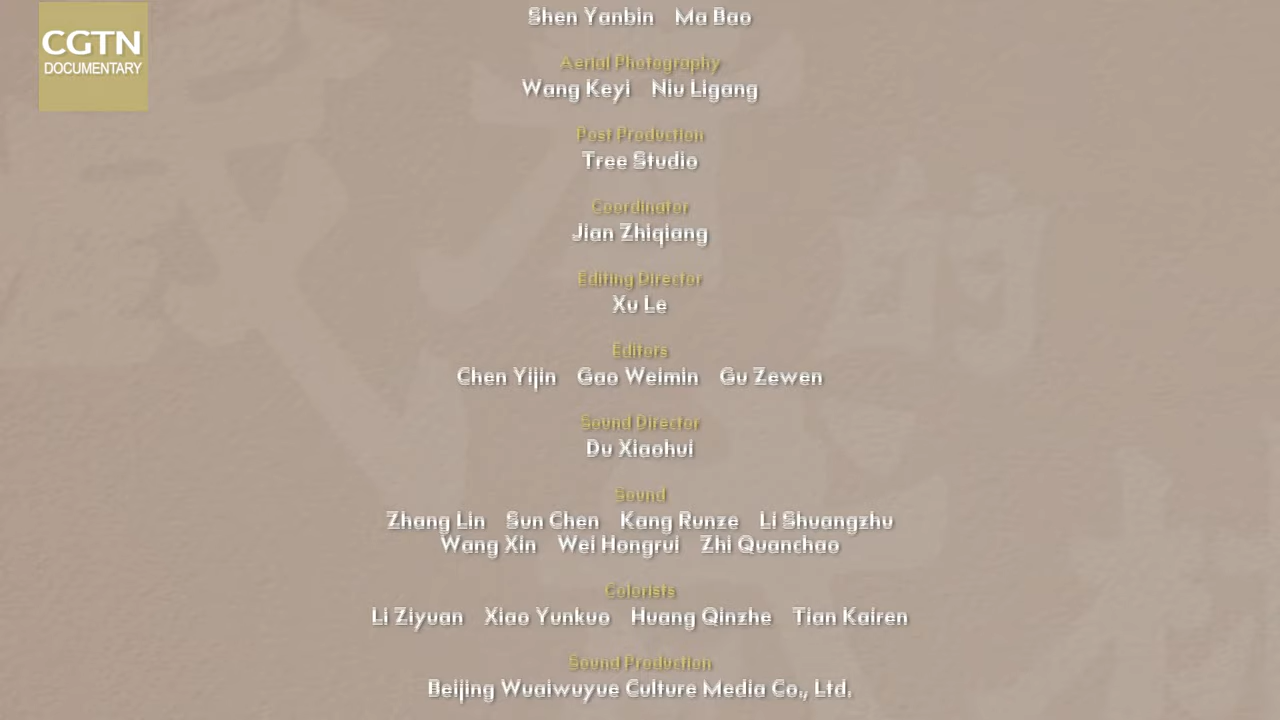 CGTN
DOCUMENTARY
Shen Yanbin Ma Bao
Aerial Photography
Wang Keyi Niu Ligang
Post Production
Tree Studio
Coordinator
Jian Zhiqiang
Editing Director
Xu Le
Editors
Chen Yijin Gao Weimin Gu Zewen
Sound Director
Du Xiaohui
Sound
Zhang Lin Sun Chen Kang Runze Li Shuangzhu
Wang Xin Wei Hongrui Zhi Quanchao
Colorists
Li Ziyuan Xiao Yunkuo Huang Qinzhe Tian Kairen
Sound Production
Beijing Wuaiwuyue Culture Media Co., Ltd.